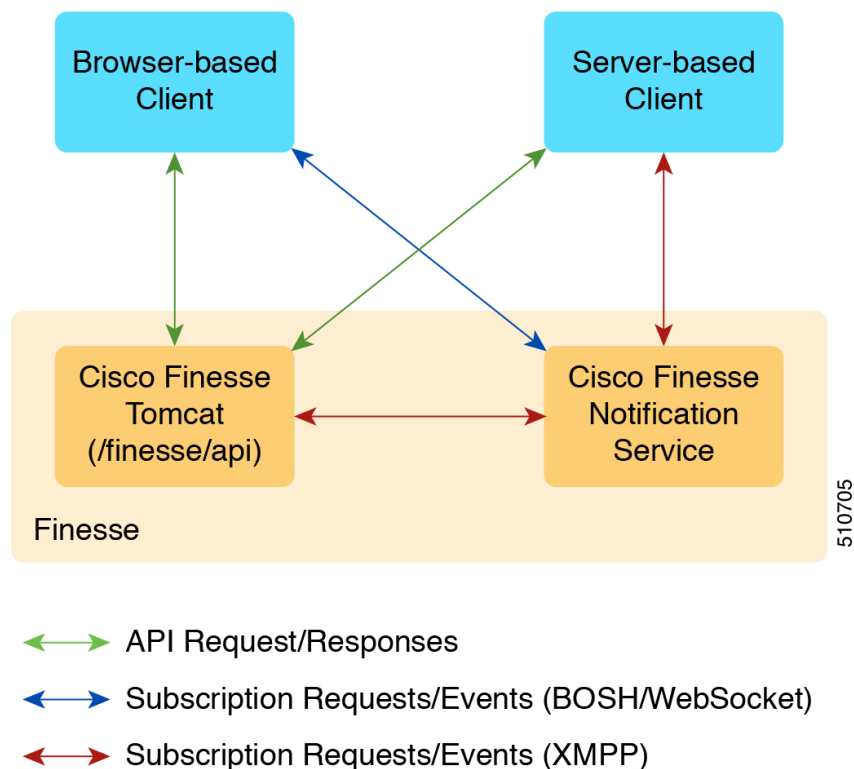 Browser-based
Client
Server-based
Client
Cisco Finesse
Tomcat
(/finesse/api)
Cisco Finesse
Notification
Service
Finesse
510705
API Request/Responses
Subscription Requests/Events (BOSH/WebSocket)
Subscription Requests/Events (XMPP)